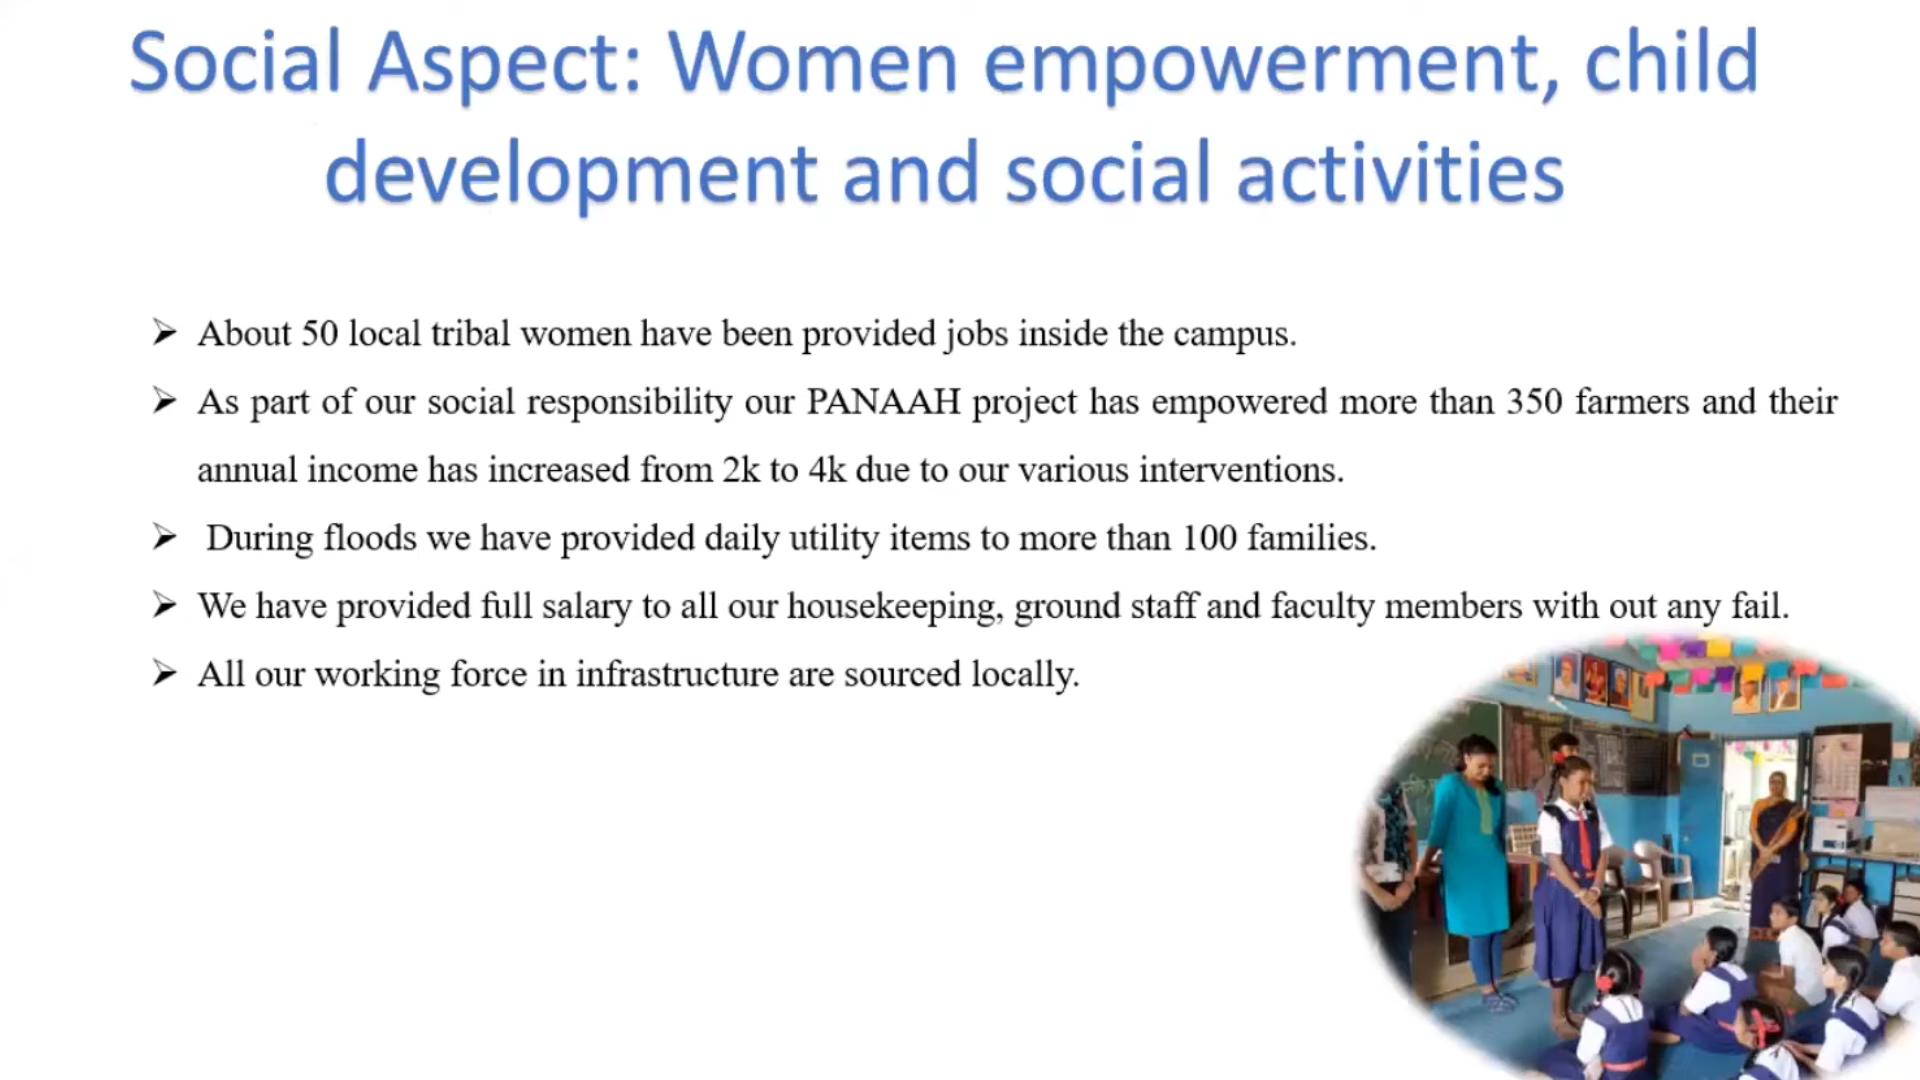 Social Aspect: Women empowerment, child
development and social activities
➢ About 50 local tribal women have been provided jobs inside the campus.
➢ As part of our social responsibility our PANAAH project has empowered more than 350 farmers and their
annual income has increased from 2k to 4k due to our various interventions.
➢ During floods we have provided daily utility items to more than 100 families.
➢ We have provided full salary to all our housekeeping, ground staff and faculty members with out any fail.
➢ All our working force in infrastructure are sourced locally.